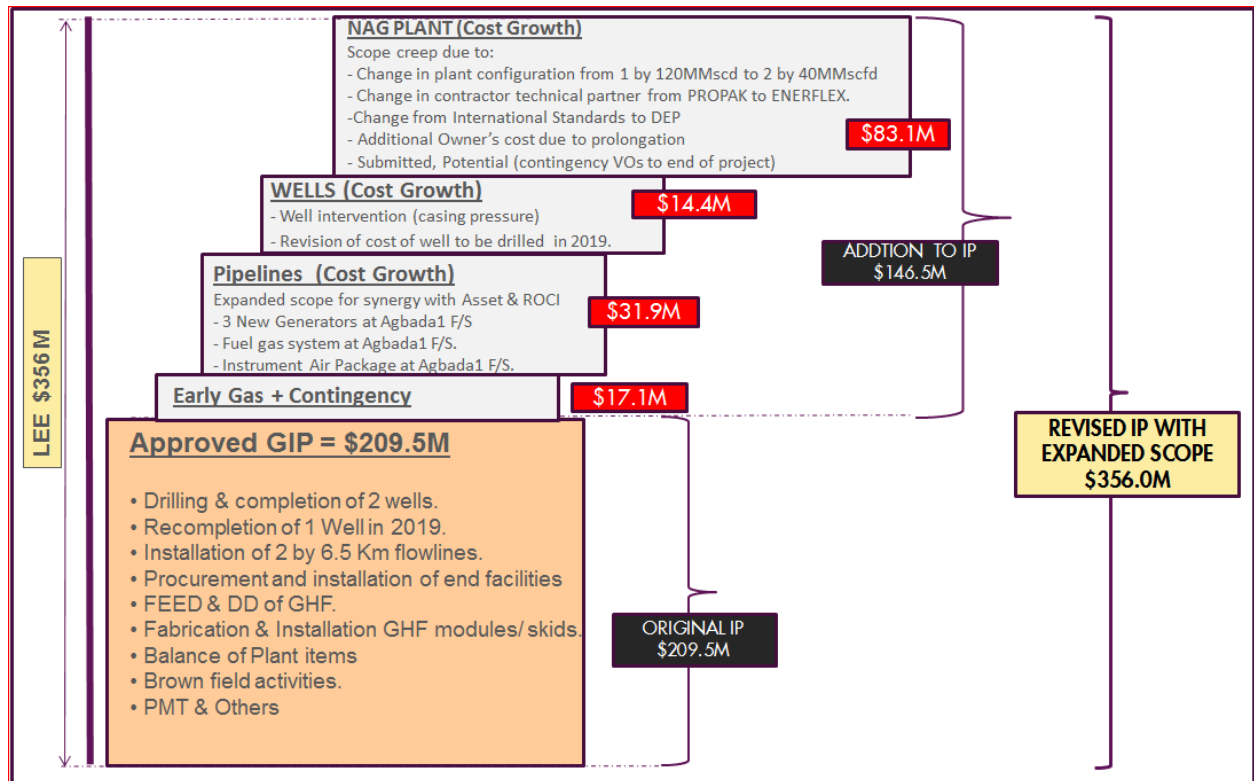 NAG PLANT (Cost Growth)
Scope creep due to:
- Change in plant configuration from 1 by 120MMscd to 2 by 40MMscfd
- Change in contractor technical partner from PROPAK to ENERFLEX.
-Change from International Standards to DEP
- Additional Owner's cost due to prolongation
- Submitted, Potential (contingency VOs to end of project)
$83.1M
WELLS (Cost Growth)
- Well intervention (casing pressure)
- Revision of cost of well to be drilled in 2019.
$14.4M
Pipelines (Cost Growth)
Expanded scope for synergy with Asset & ROCI
- 3 New Generators at Agbada1 F/S
- Fuel gas system at Agbada1 F/S.
- Instrument Air Package at Agbada1 F/S.
$31.9M
Early Gas + Contingency
$17.1M
Approved GIP = $209.5M
• Drilling & completion of 2 wells.
• Recompletion of 1 Well in 2019.
• Installation of 2 by 6.5 Km flowlines.
• Procurement and installation of end facilities
• FEED & DD of GHF.
• Fabrication & Installation GHF modules/ skids.
• Balance of Plant items
• Brown field activities.
• PMT & Others
LEE $356M
ADDTION TO IP
$146.5M
ORIGINAL IP
$209.5M
REVISED IP WITH
EXPANDED SCOPE
$356.0M